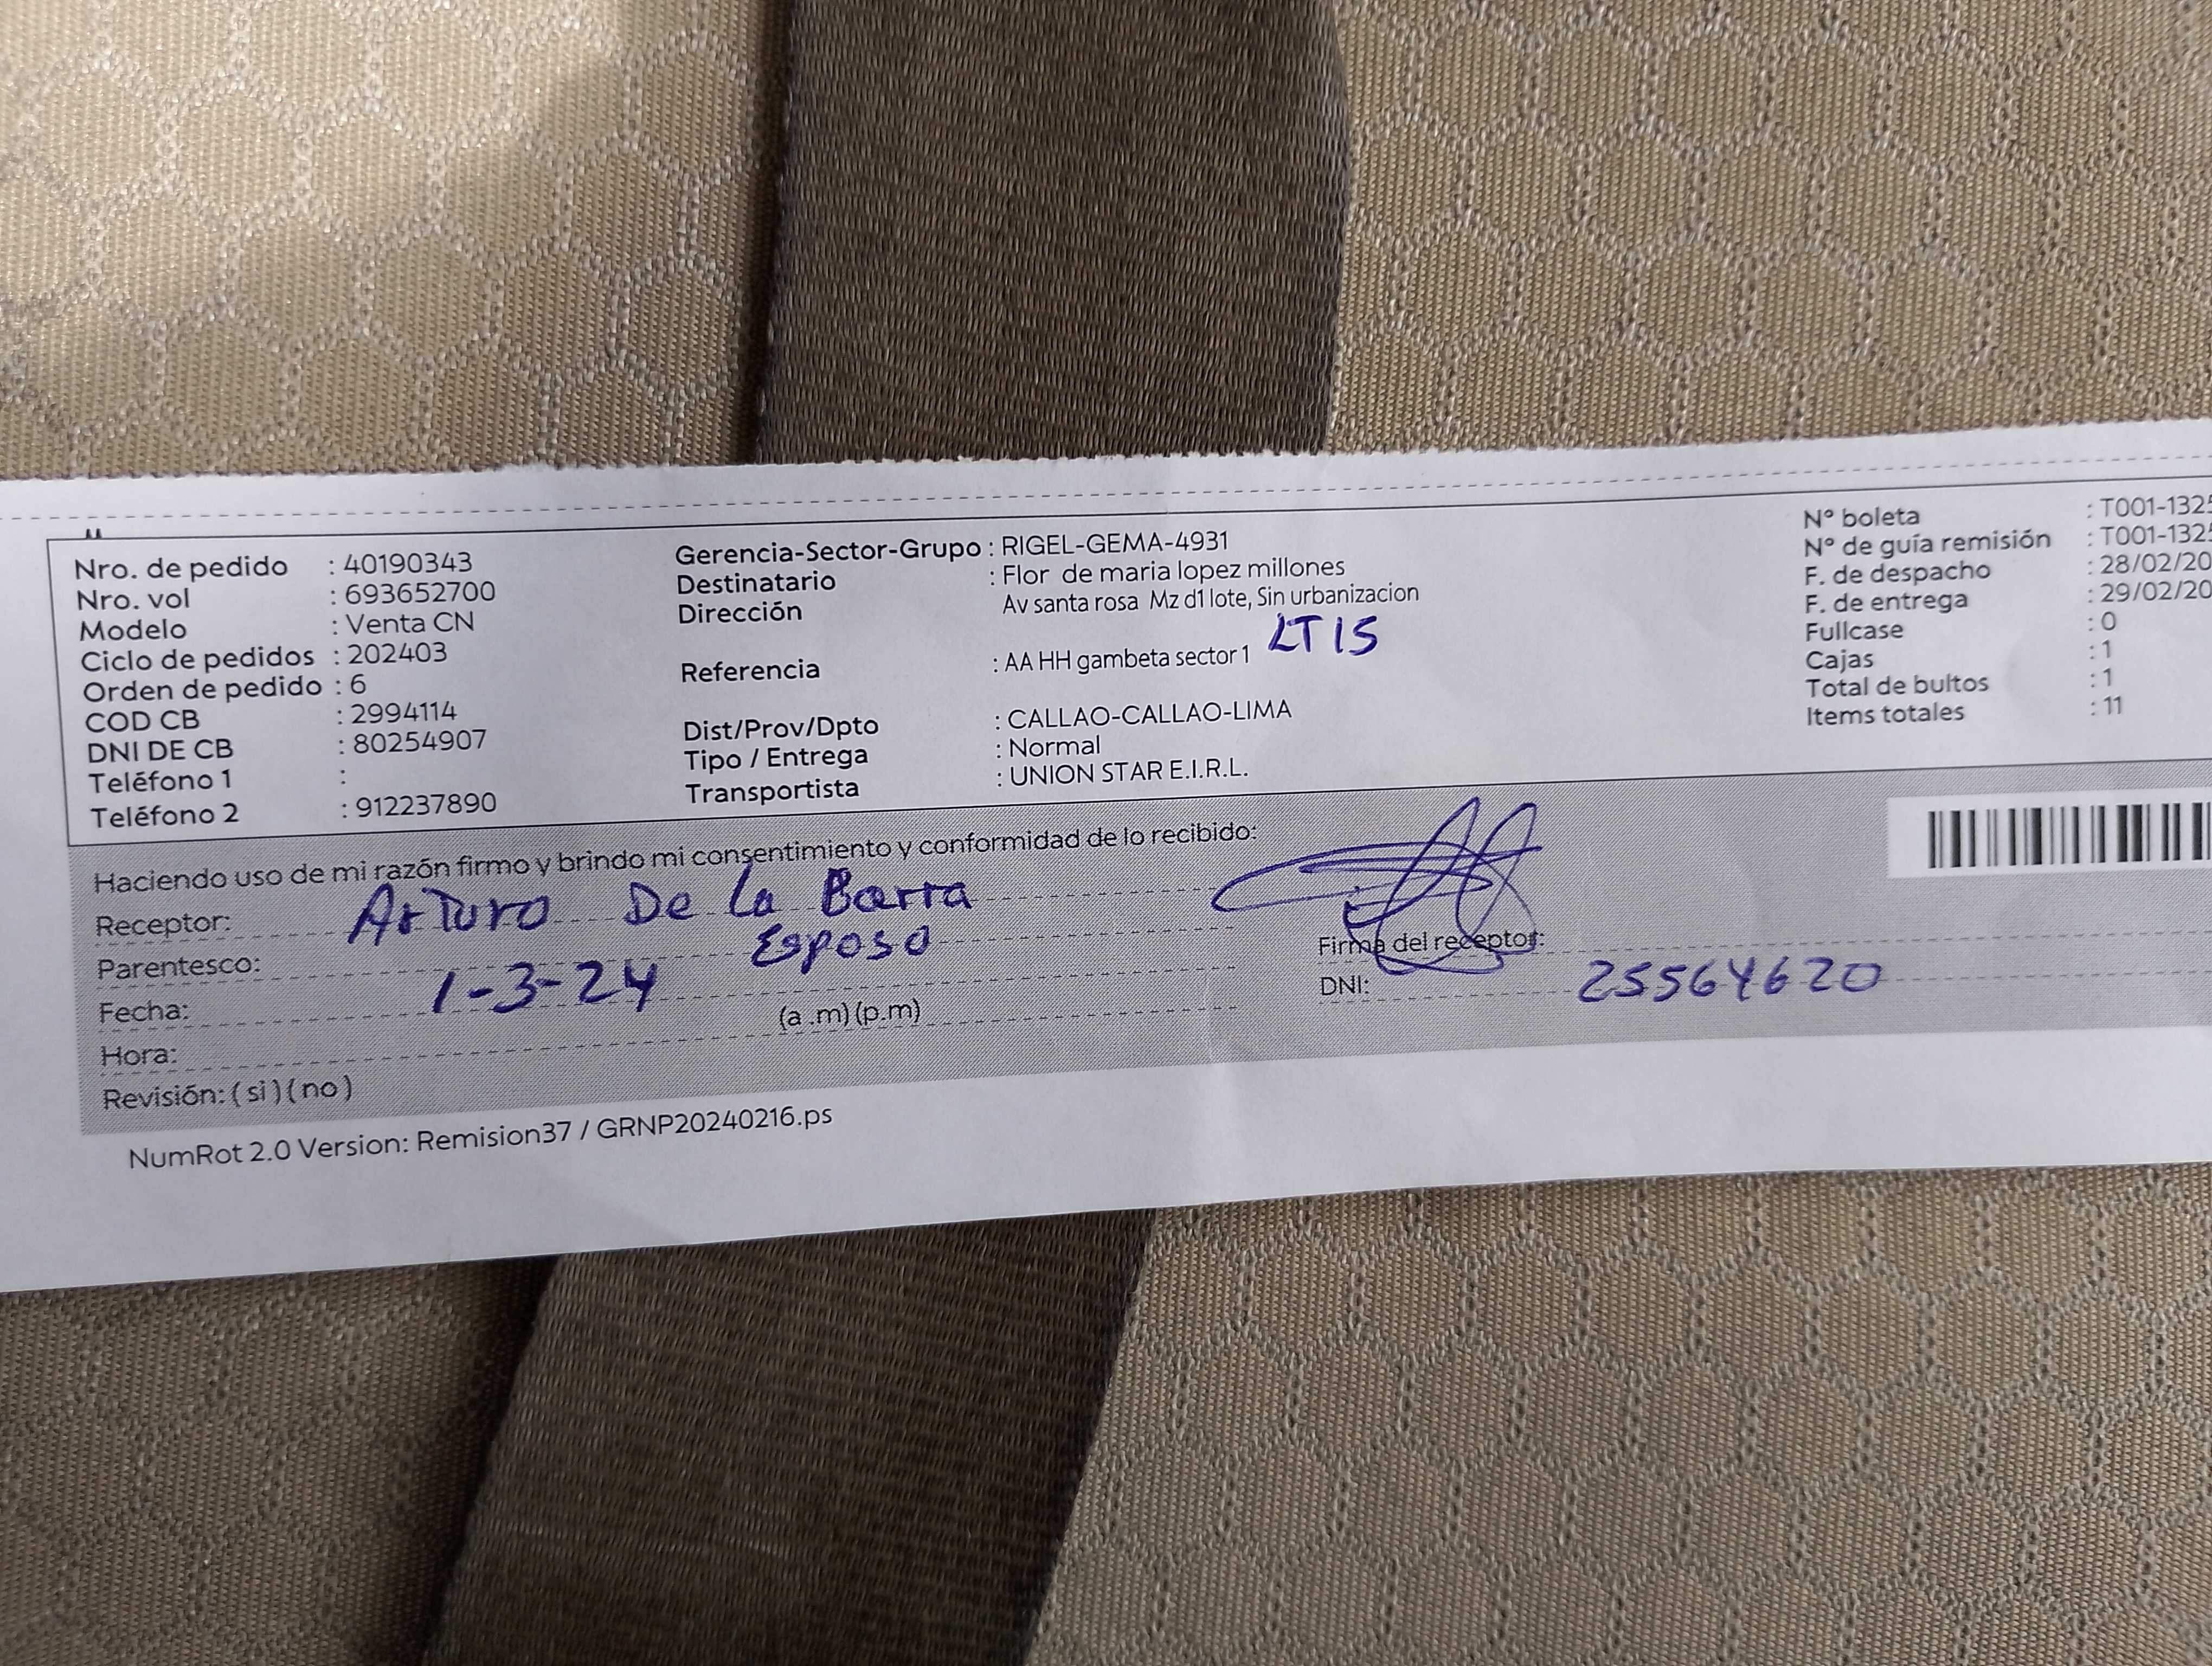 Nro. de pedido : 40190343
Nro. vol : 693652700
Modelo : Venta CN
Ciclo de pedidos : 202403
Orden de pedido : 6
COD CB : 2994114
DNI DE CB : 80254907
Teléfono 1 :
Teléfono 2 : 912237890
Gerencia-Sector-Grupo : RIGEL-GEMA-4931
Destinatario : Flor de maria lopez millones
Dirección Av santa rosa Mz d1 lote, Sin urbanizacion
LT 15
Referencia : AA HH gambeta sector 1
Dist/Prov/Dpto : CALLAO-CALLAO-LIMA
Tipo / Entrega : Normal
Transportista : UNION STAR E.I.R.L.
N° boleta : T001-132
N° de guía remisión : T001-132
F. de despacho : 28/02/20
F. de entrega : 29/02/20
Fullcase : 0
Cajas : 1
Total de bultos : 1
Items totales : 11
Haciendo uso de mi razón firmo y brindo mi consentimiento y conformidad de lo recibido:
Receptor: Arturo De la Barra
Parentesco: Esposo
Fecha: 1-3-24
Hora: (a .m)(p.m)
Revisión: ( si ) ( no )
Firma del receptor:
DNI: 25564620
NumRot 2.0 Version: Remision37 / GRNP20240216.ps